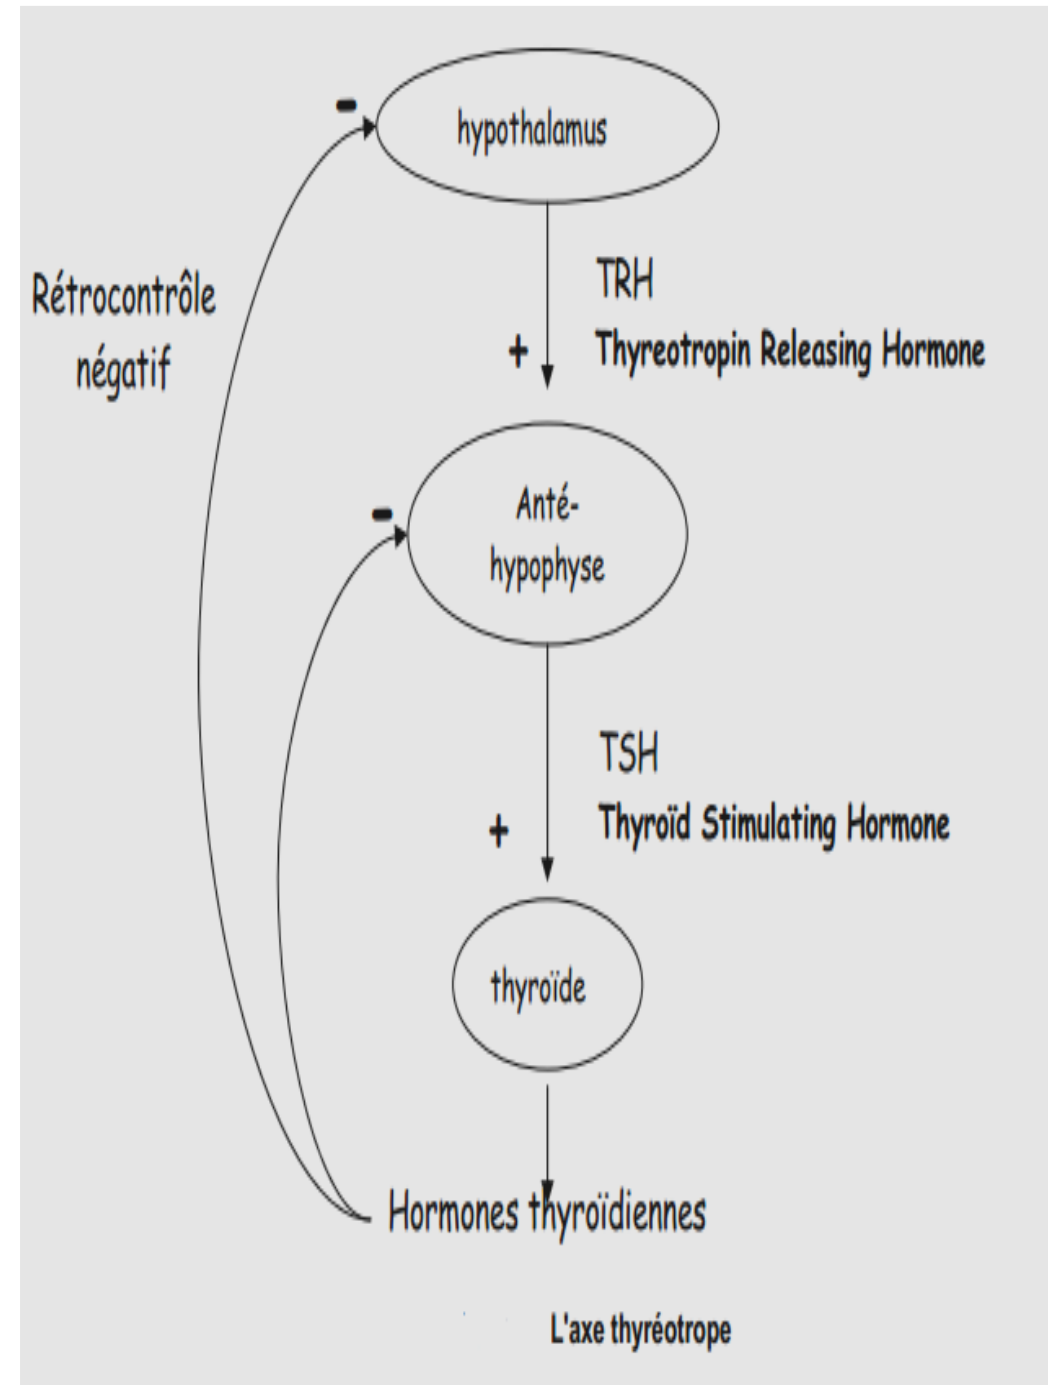 -
hypothalamus
Rétrocontrôle
négatif
TRH
+
Thyreotropin Releasing Hormone
-
Anté-
hypophyse
TSH
+
Thyroïd Stimulating Hormone
thyroïde
Hormones thyroïdiennes
L'axe thyréotrope